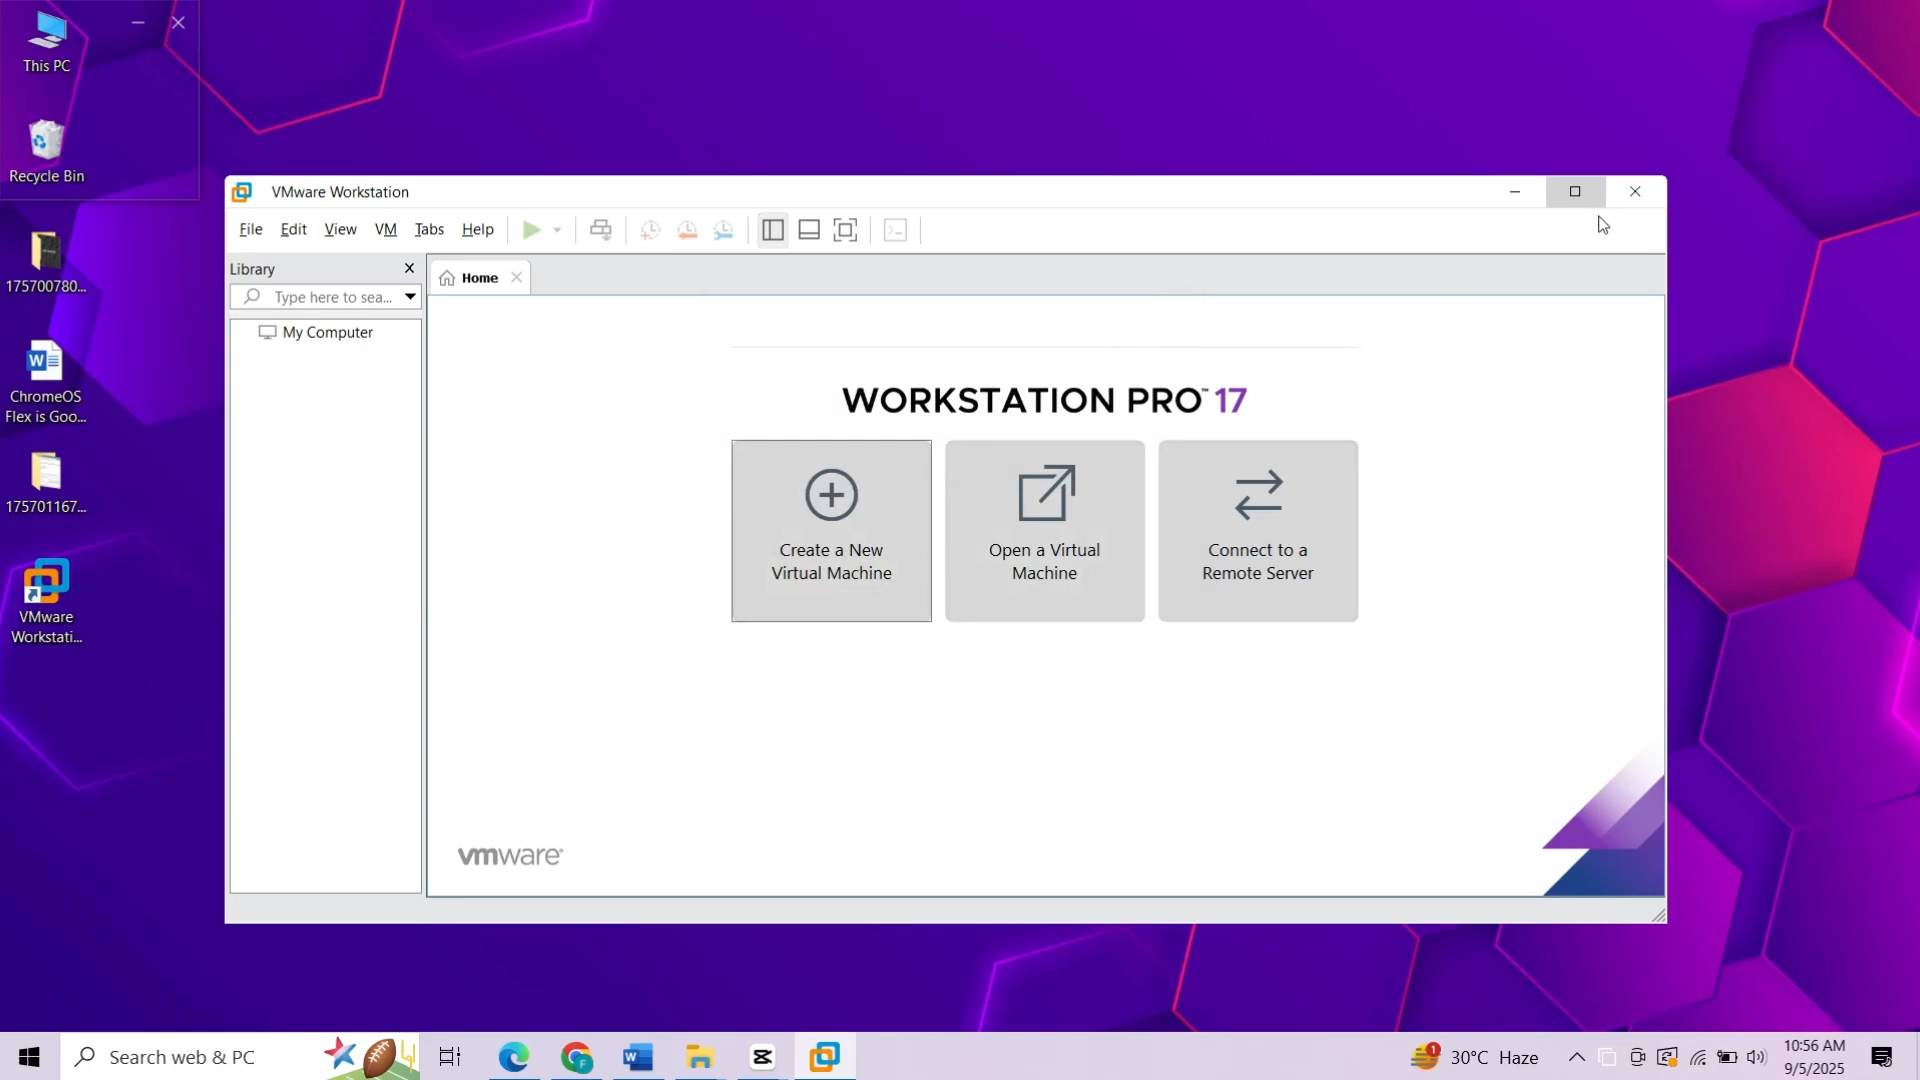 This PC
Recycle Bin
175700780...
ChromeOS
Flex is Goo...
175701167...
VMware
Workstati...
VMware Workstation
File Edit View VM Tabs Help
Library
Type here to sea...
My Computer
Home
WORKSTATION PRO™ 17
Create a New
Virtual Machine
Open a Virtual
Machine
Connect to a
Remote Server
vmware®
Search web & PC
1
30°C Haze
10:56 AM
9/5/2025